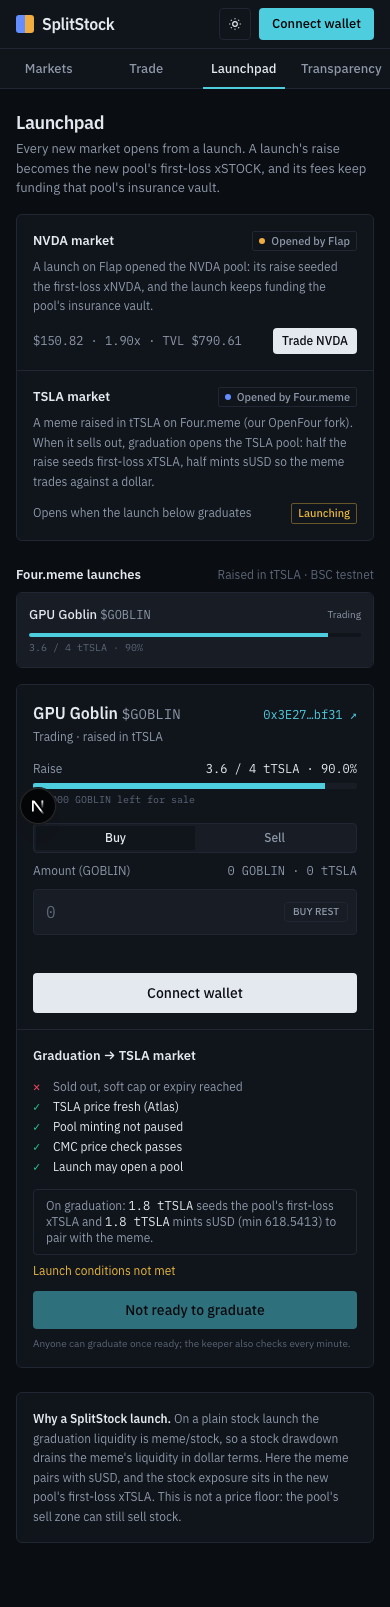 SplitStock
Connect wallet
Markets
Trade
Launchpad
Transparency
Launchpad
Every new market opens from a launch. A launch's raise
becomes the new pool's first-loss xSTOCK, and its fees keep
funding that pool's insurance vault.
NVDA market
Opened by Flap
A launch on Flap opened the NVDA pool: its raise seeded
the first-loss xNVDA, and the launch keeps funding the
pool's insurance vault.
$150.82 · 1.90x · TVL $790.61
Trade NVDA
TSLA market
Opened by Four.meme
A meme raised in tTSLA on Four.meme (our OpenFour fork).
When it sells out, graduation opens the TSLA pool: half the
raise seeds first-loss xTSLA, half mints sUSD so the meme
trades against a dollar.
Opens when the launch below graduates
Launching
Four.meme launches
Raised in tTSLA · BSC testnet
GPU Goblin $GOBLIN
Trading
3.6 / 4 tTSLA · 90%
GPU Goblin $GOBLIN
0x3E27…bf31 ↗
Trading · raised in tTSLA
Raise
3.6 / 4 tTSLA · 90.0%
GOBLIN left for sale
N
Buy
Sell
Amount (GOBLIN)
0 GOBLIN · 0 tTSLA
0
BUY REST
Connect wallet
Graduation → TSLA market
✕ Sold out, soft cap or expiry reached
✓ TSLA price fresh (Atlas)
✓ Pool minting not paused
✓ CMC price check passes
✓ Launch may open a pool
On graduation: 1.8 tTSLA seeds the pool's first-loss
xTSLA and 1.8 tTSLA mints sUSD (min 618.5413) to
pair with the meme.
Launch conditions not met
Not ready to graduate
Anyone can graduate once ready; the keeper also checks every minute.
Why a SplitStock launch. On a plain stock launch the
graduation liquidity is meme/stock, so a stock drawdown
drains the meme's liquidity in dollar terms. Here the meme
pairs with sUSD, and the stock exposure sits in the new
pool's first-loss xTSLA. This is not a price floor: the pool's
sell zone can still sell stock.